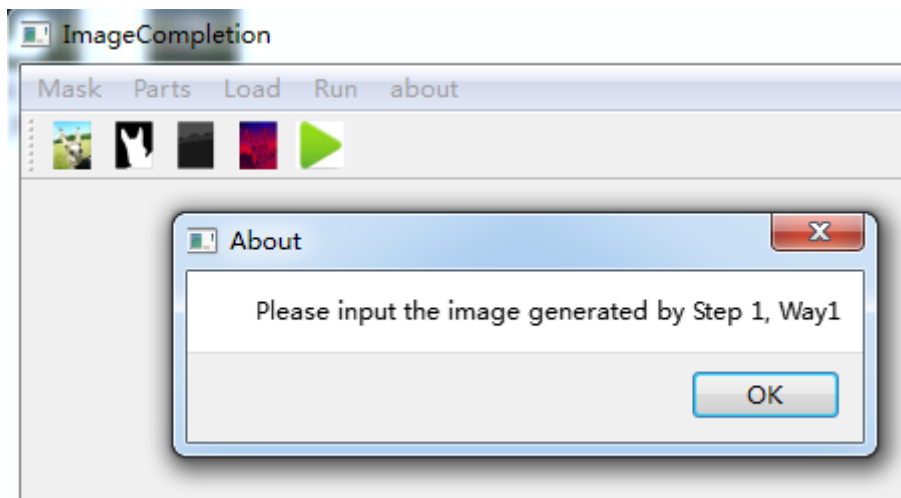 ImageCompletion
Mask Parts Load Run about
About
Please input the image generated by Step 1, Way1
OK